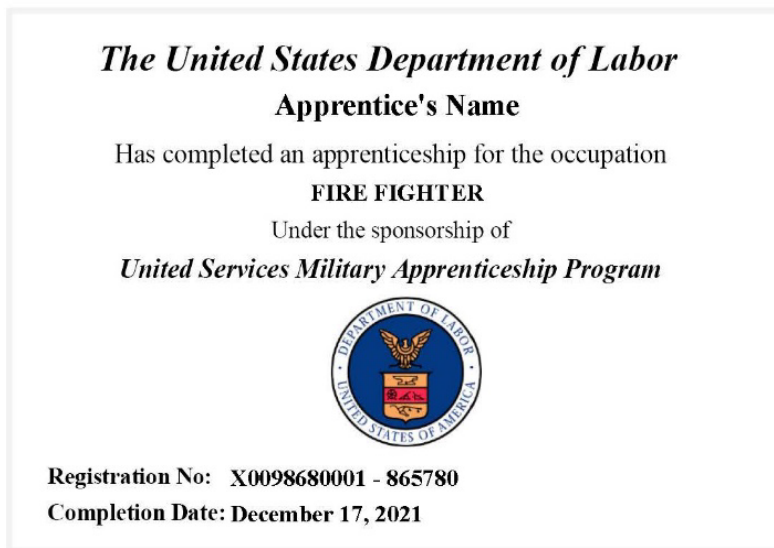 The United States Department of Labor
Apprentice's Name
Has completed an apprenticeship for the occupation
FIRE FIGHTER
Under the sponsorship of
United Services Military Apprenticeship Program
DEPARTMENT OF LABOR
UNITED STATES OF AMERICA
Registration No: X0098680001 - 865780
Completion Date: December 17, 2021